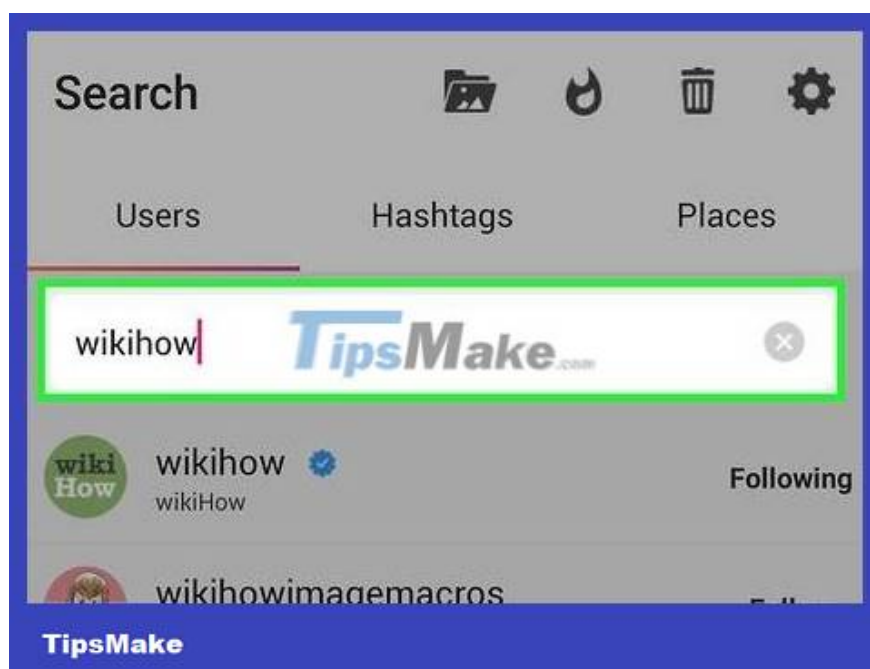 Search
Users Hashtags Places
wikihow TipsMake.com
wiki
How
wikihow
wikiHow
Following
wikihowimagemacros
TipsMake